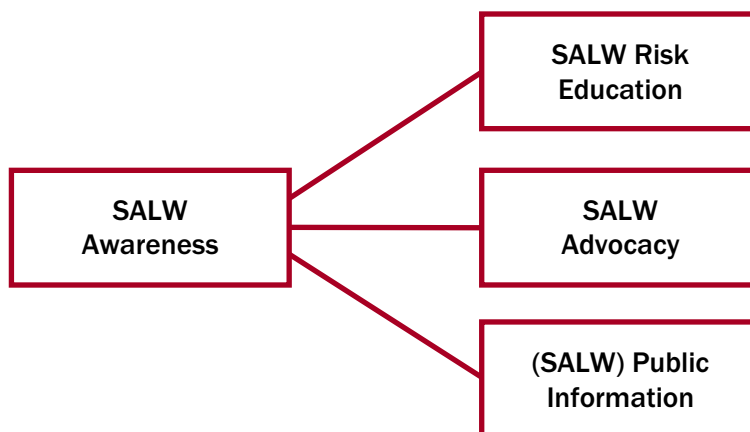 SALW Risk
Education
SALW
Awareness
SALW
Advocacy
(SALW) Public
Information